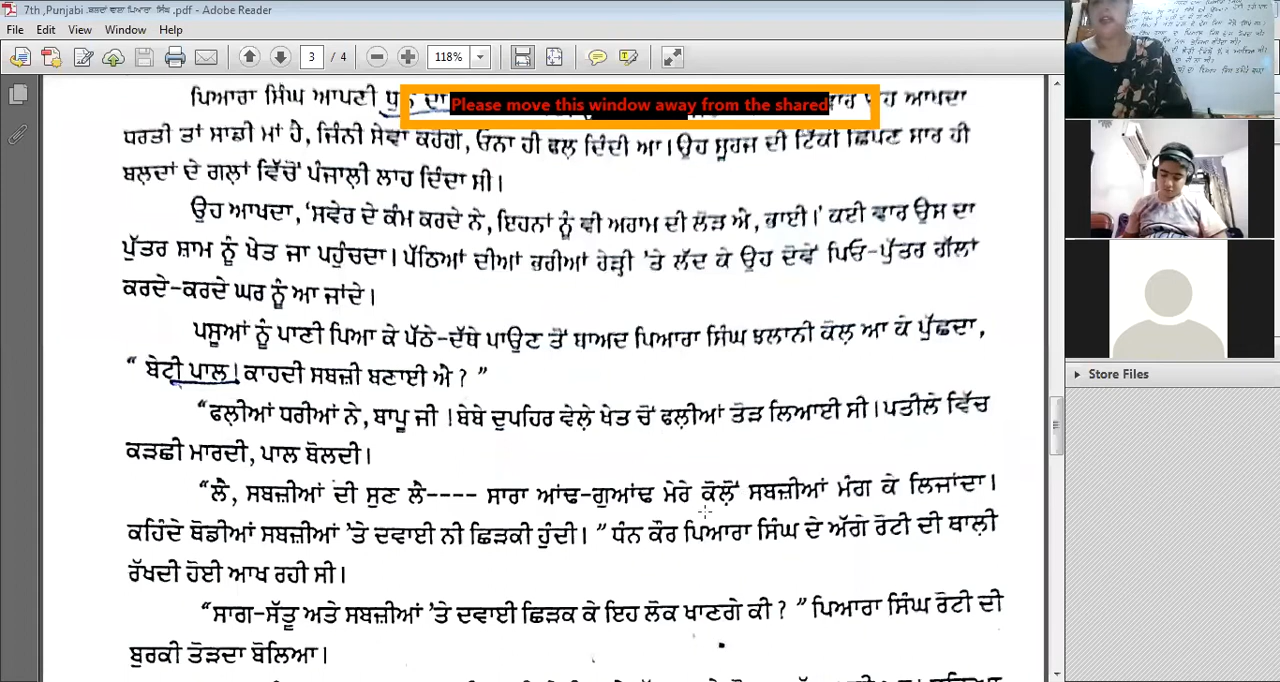 7th ,Punjabi .ਬਲਦਾਂ ਵਾਲਾ ਪਿਆਰਾ ਸਿੰਘ .pdf - Adobe Reader
File Edit View Window Help
3 / 4 118%
ਪਿਆਰਾ ਸਿੰਘ ਆਪਣੀ ਧੁਨ ਦਾ
Please move this window away from the shared
ਵਾਰ ਉਹ ਆਖਦਾ
ਧਰਤੀ ਤਾਂ ਸਾਡੀ ਮਾਂ ਹੈ, ਜਿੰਨੀ ਸੇਵਾ ਕਰੋਗੇ, ਓਨਾ ਹੀ ਫਲ਼ ਦਿੰਦੀ ਆ। ਉਹ ਸੂਰਜ ਦੀ ਟਿੱਕੀ ਛਿਪਣ ਸਾਰ ਹੀ
ਬਲ਼ਦਾਂ ਦੇ ਗਲ਼ਾਂ ਵਿੱਚੋਂ ਪੰਜਾਲ਼ੀ ਲਾਹ ਦਿੰਦਾ ਸੀ।
ਉਹ ਆਖਦਾ, ‘ਸਵੇਰ ਦੇ ਕੰਮ ਕਰਦੇ ਨੇ, ਇਹਨਾਂ ਨੂੰ ਵੀ ਅਰਾਮ ਦੀ ਲੋੜ ਐ, ਭਾਈ।’ ਕਈ ਵਾਰ ਉਸ ਦਾ
ਪੁੱਤਰ ਸ਼ਾਮ ਨੂੰ ਖੇਤ ਜਾ ਪਹੁੰਚਦਾ। ਪੱਠਿਆਂ ਦੀਆਂ ਭਰੀਆਂ ਰੇੜ੍ਹੀ ’ਤੇ ਲੱਦ ਕੇ ਉਹ ਦੋਵੇਂ ਪਿਓ-ਪੁੱਤਰ ਗੱਲਾਂ
ਕਰਦੇ-ਕਰਦੇ ਘਰ ਨੂੰ ਆ ਜਾਂਦੇ।
ਪਸ਼ੂਆਂ ਨੂੰ ਪਾਣੀ ਪਿਆ ਕੇ ਪੱਠੇ-ਦੱਥੇ ਪਾਉਣ ਤੋਂ ਬਾਅਦ ਪਿਆਰਾ ਸਿੰਘ ਝਲਾਨੀ ਕੋਲ਼ ਆ ਕੇ ਪੁੱਛਦਾ,
“ ਬੇਟੀ ਪਾਲ! ਕਾਹਦੀ ਸਬਜ਼ੀ ਬਣਾਈ ਐ ? ”
“ਫਲ਼ੀਆਂ ਧਰੀਆਂ ਨੇ, ਬਾਪੂ ਜੀ ! ਬੇਬੇ ਦੁਪਹਿਰ ਵੇਲ਼ੇ ਖੇਤ ਚੋਂ ਫਲ਼ੀਆਂ ਤੋੜ ਲਿਆਈ ਸੀ। ਪਤੀਲੇ ਵਿੱਚ
ਕੜਛੀ ਮਾਰਦੀ, ਪਾਲ ਬੋਲਦੀ।
“ਲੈ, ਸਬਜ਼ੀਆਂ ਦੀ ਸੁਣ ਲੈ---- ਸਾਰਾ ਆਂਢ-ਗੁਆਂਢ ਮੇਰੇ ਕੋਲ਼ੋਂ ਸਬਜ਼ੀਆਂ ਮੰਗ ਕੇ ਲਿਜਾਂਦਾ।
ਕਹਿੰਦੇ ਥੋਡੀਆਂ ਸਬਜ਼ੀਆਂ ’ਤੇ ਦਵਾਈ ਨੀ ਛਿੜਕੀ ਹੁੰਦੀ। ” ਧੰਨ ਕੌਰ ਪਿਆਰਾ ਸਿੰਘ ਦੇ ਅੱਗੇ ਰੋਟੀ ਦੀ ਥਾਲ਼ੀ
ਰੱਖਦੀ ਹੋਈ ਆਖ ਰਹੀ ਸੀ।
“ਸਾਗ-ਸੱਤੂ ਅਤੇ ਸਬਜ਼ੀਆਂ ’ਤੇ ਦਵਾਈ ਛਿੜਕ ਕੇ ਇਹ ਲੋਕ ਖਾਣਗੇ ਕੀ ? ” ਪਿਆਰਾ ਸਿੰਘ ਰੋਟੀ ਦੀ
ਬੁਰਕੀ ਤੋੜਦਾ ਬੋਲਿਆ।
Store Files